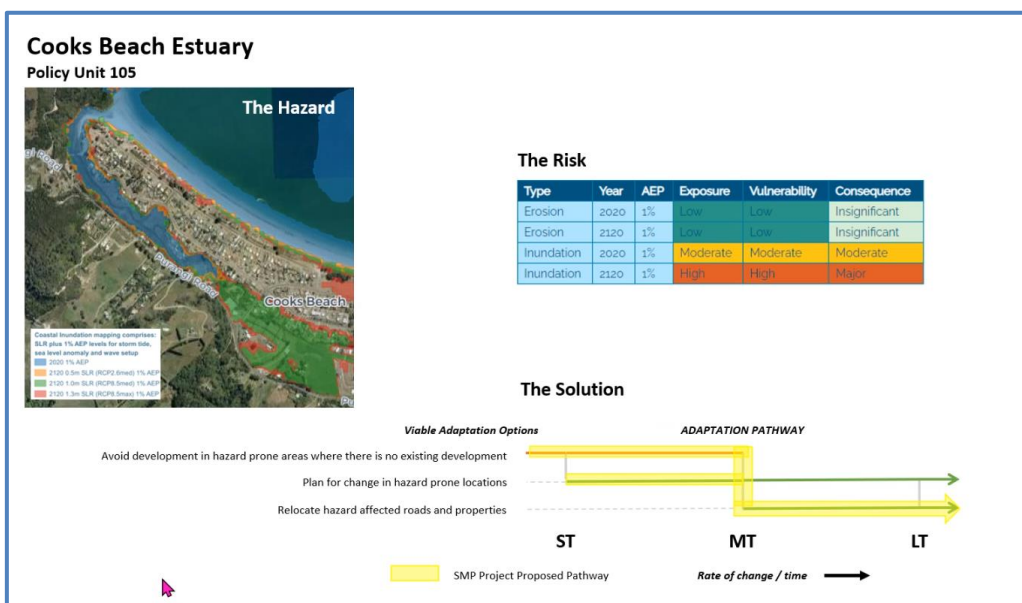 Cooks Beach Estuary
Policy Unit 105
The Hazard
Purangi Road
Cooks Beach
Coastal Inundation mapping comprises:
SLR plus 1% AEP levels for storm tide,
sea level anomaly and wave setup
2020 1% AEP
2120 0.5m SLR (RCP2.6med) 1% AEP
2120 1.0m SLR (RCP8.5med) 1% AEP
2120 1.3m SLR (RCP8.5max) 1% AEP
The Risk
Type Year AEP Exposure Vulnerability Consequence
Erosion 2020 1% Low Low Insignificant
Erosion 2120 1% Low Low Insignificant
Inundation 2020 1% Moderate Moderate Moderate
Inundation 2120 1% High High Major
The Solution
Viable Adaptation Options ADAPTATION PATHWAY
Avoid development in hazard prone areas where there is no existing development
Plan for change in hazard prone locations
Relocate hazard affected roads and properties
ST MT LT
SMP Project Proposed Pathway Rate of change / time